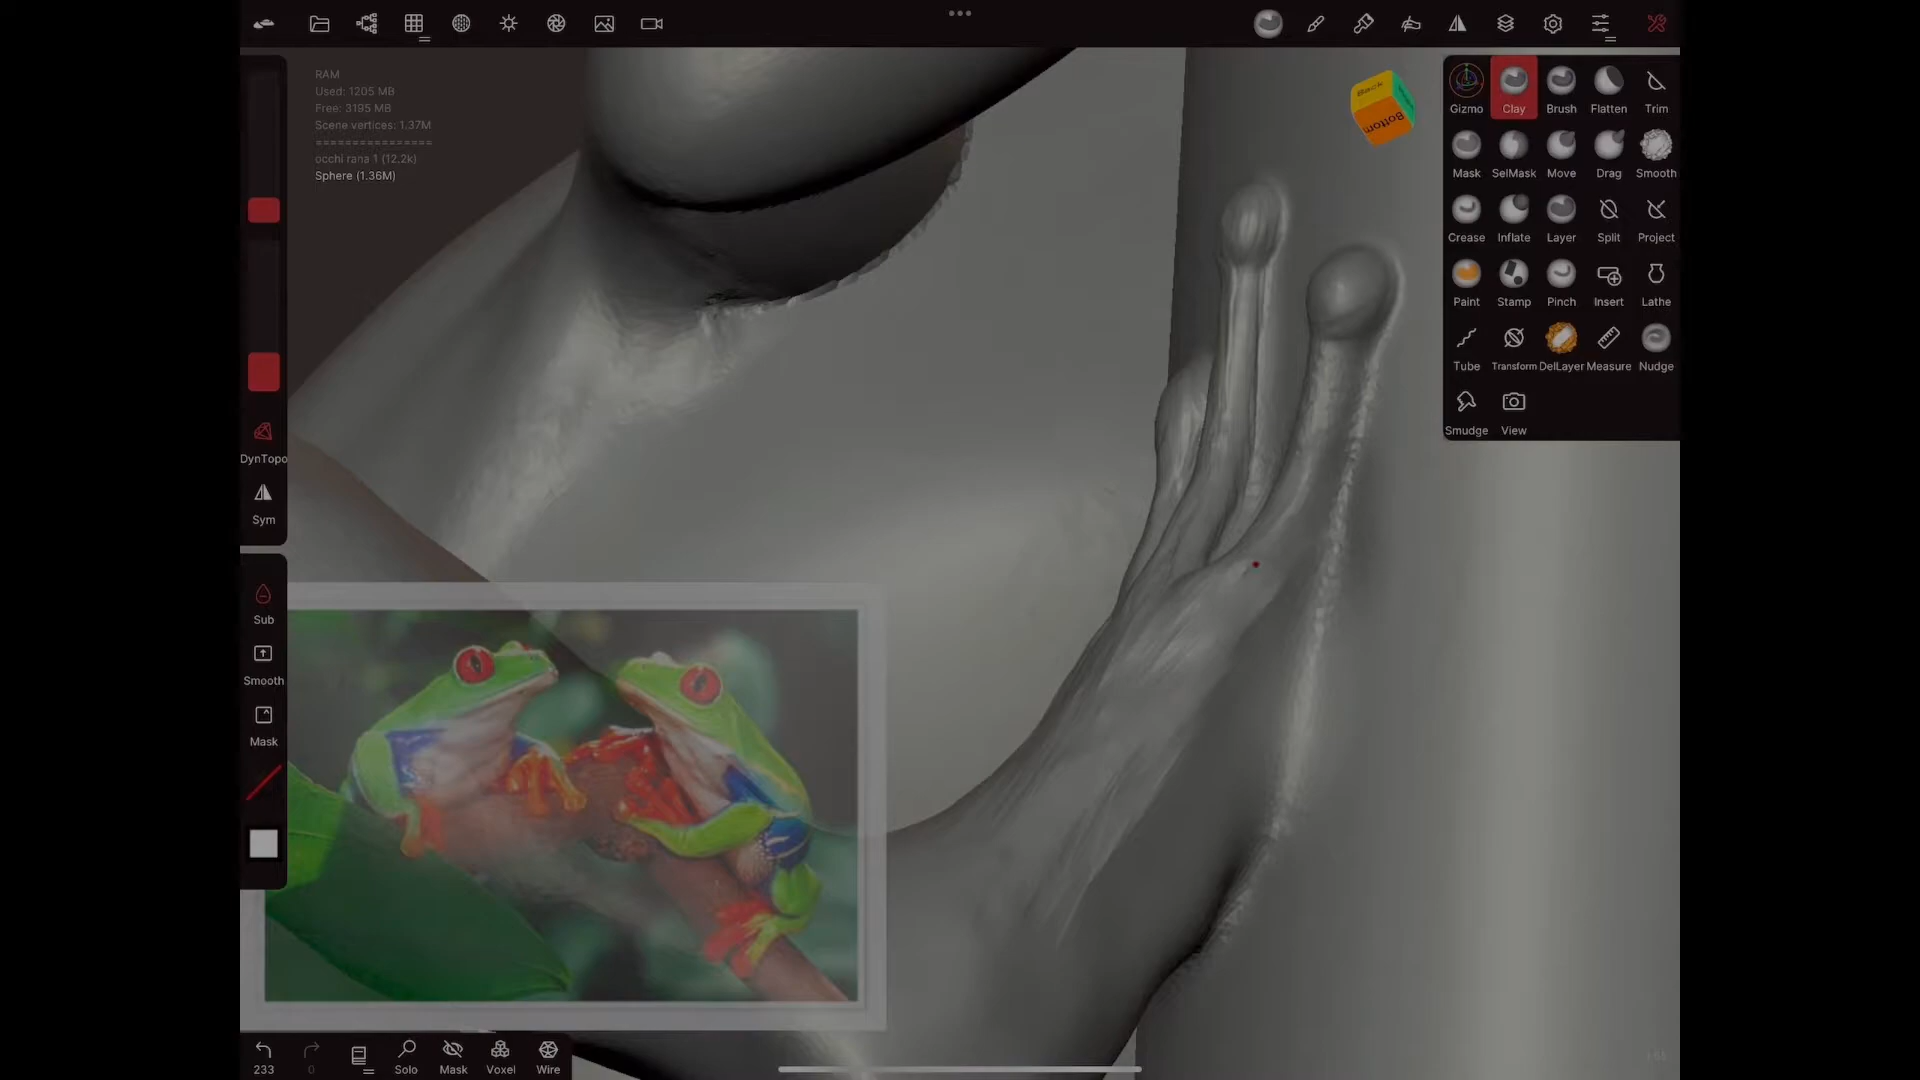 RAM
Used: 1205 MB
Free: 3195 MB
Scene vertices: 1.37M
================
occhi rana 1 (12.2k)
Sphere (1.36M)
Back
Bottom
Gizmo Clay Brush Flatten Trim
Mask SelMask Move Drag Smooth
Crease Inflate Layer Split Project
Paint Stamp Pinch Insert Lathe
Tube Transform DelLayer Measure Nudge
Smudge View
DynTopo
Sym
Sub
Smooth
Mask
233 0 Solo Mask Voxel Wire